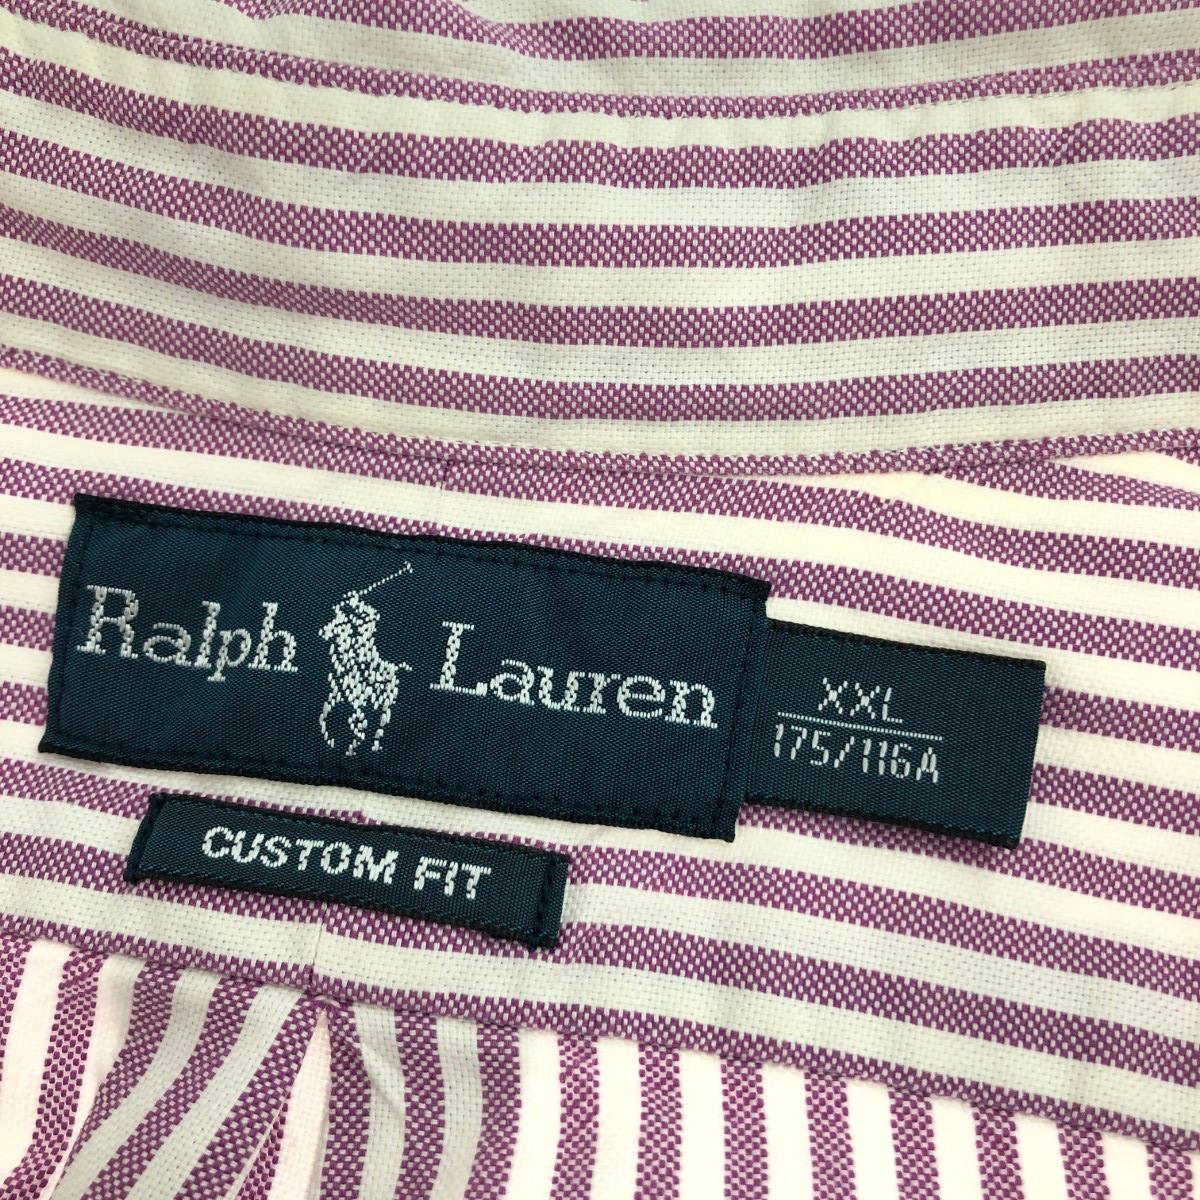 Ralph Lauren
XXL
175/116A
CUSTOM FIT